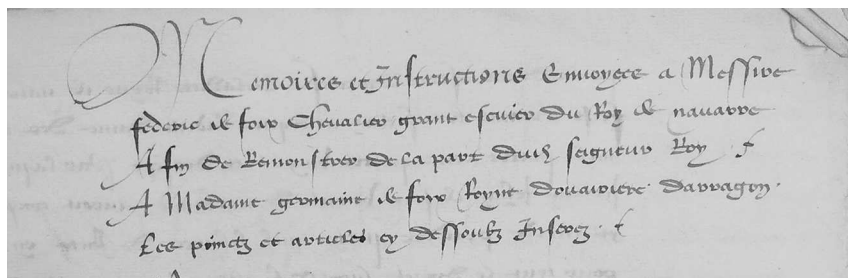 Memoires et Instructions Envoyees a Messire
federic de foix Chevalier grant escuier du Roy de navarre
A fin de Remonstrer de la part dud seigneur Roy
A Madame germaine de foix Royne douairiere darragon.
Les poinctz et articles cy dessoubz Inserez.